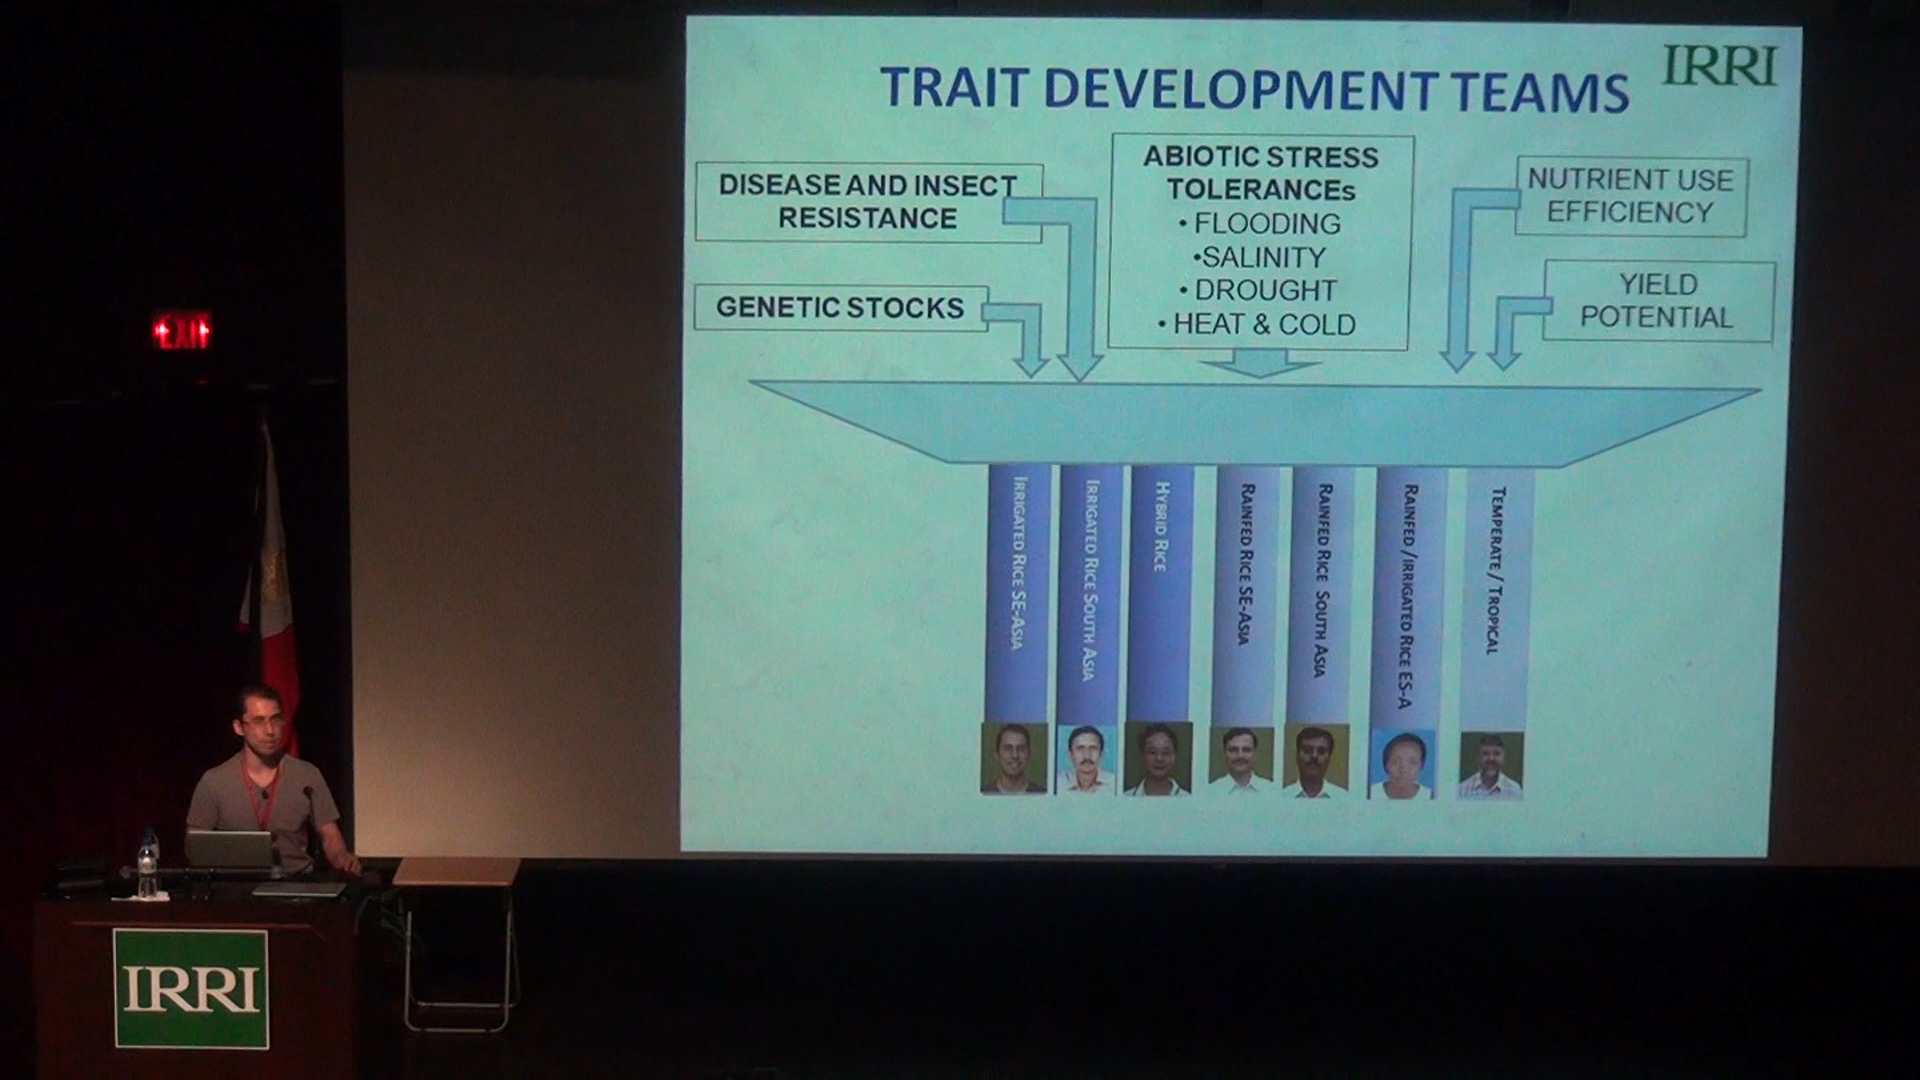 IRRI
TRAIT DEVELOPMENT TEAMS
DISEASE AND INSECT
RESISTANCE
GENETIC STOCKS
ABIOTIC STRESS
TOLERANCEs
• FLOODING
•SALINITY
• DROUGHT
• HEAT & COLD
NUTRIENT USE
EFFICIENCY
YIELD
POTENTIAL
IRRIGATED RICE SE-ASIA
IRRIGATED RICE SOUTH ASIA
HYBRID RICE
RAINFED RICE SE-ASIA
RAINFED RICE SOUTH ASIA
RAINFED /IRRIGATED RICE ES-A
TEMPERATE / TROPICAL
EXIT
IRRI